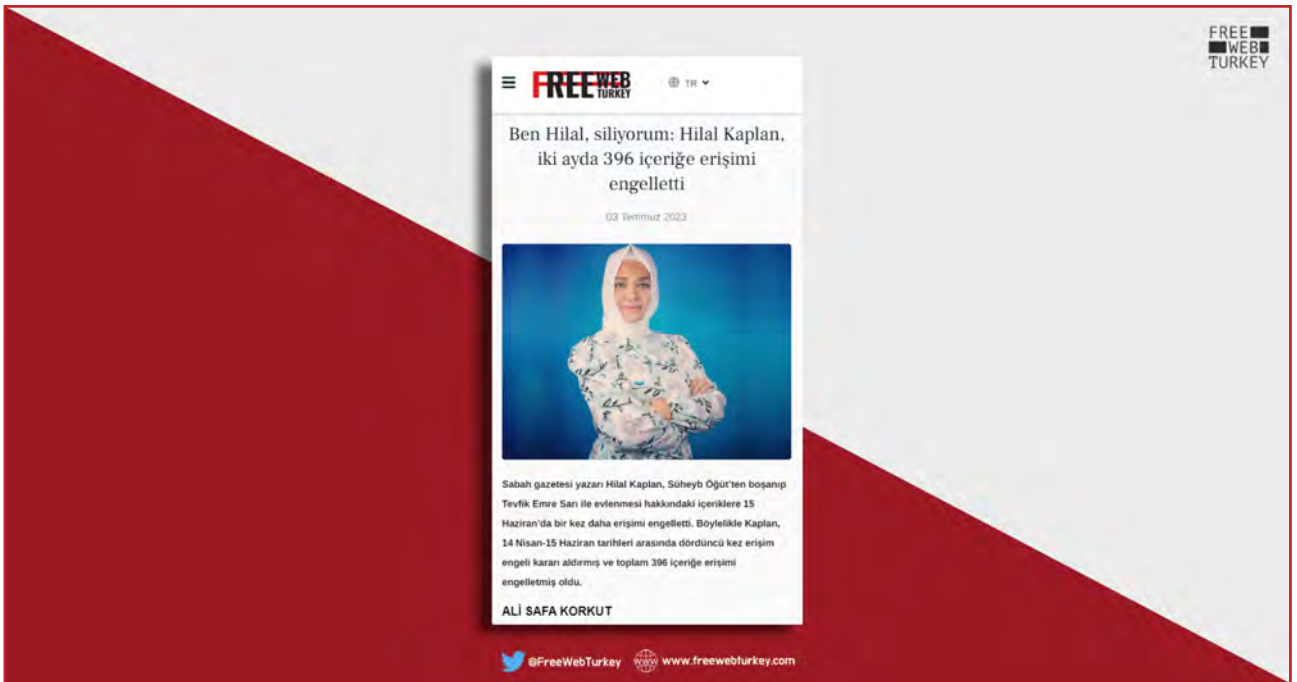 FREE
WEB
TURKEY
FREE WEB
TURKEY
TR
Ben Hilal, siliyorum: Hilal Kaplan,
iki ayda 396 içeriğe erişimi
engelletti
03 Temmuz 2023
Sabah gazetesi yazarı Hilal Kaplan, Süheyb Öğüt'ten boşanıp
Tevfik Emre Sarı ile evlenmesi hakkındaki içeriklere 15
Haziran'da bir kez daha erişimi engelletti. Böylelikle Kaplan,
14 Nisan-15 Haziran tarihleri arasında dördüncü kez erişim
engeli kararı aldırmış ve toplam 396 içeriğe erişimi
engelletmiş oldu.
ALİ SAFA KORKUT
@FreeWebTurkey www www.freewebturkey.com